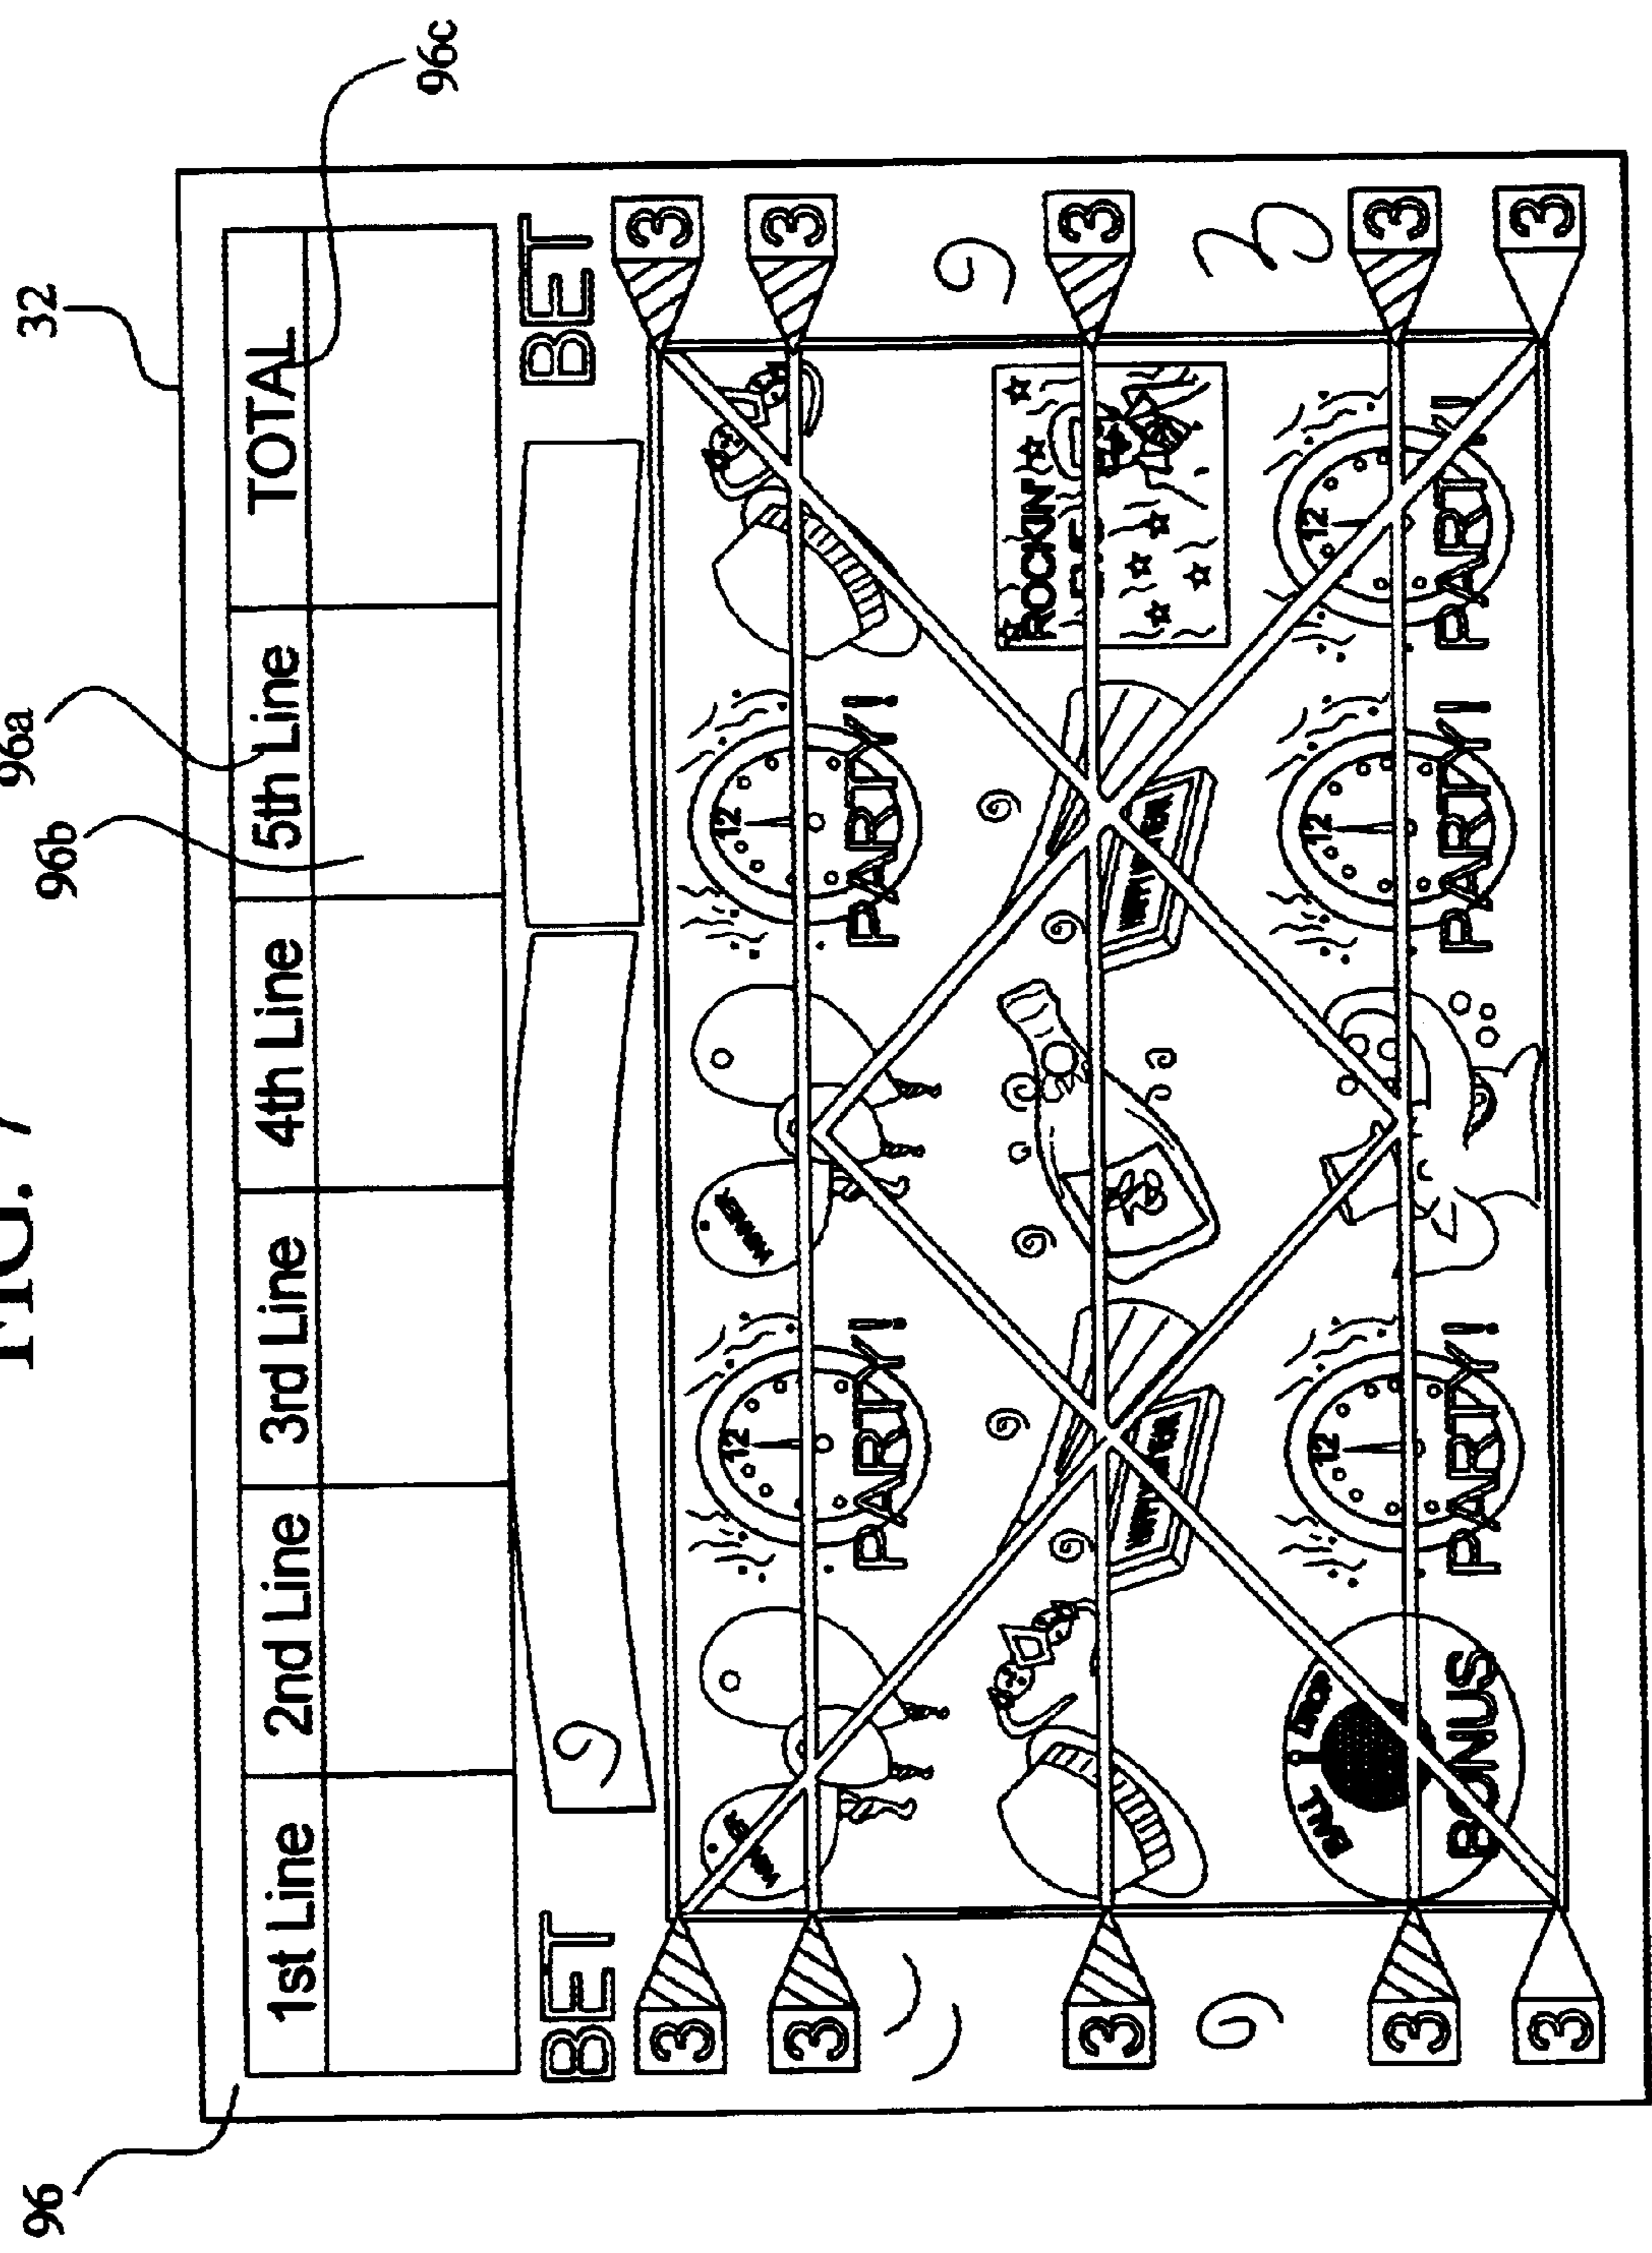 FIG. 7
96
96b
96a
32
96c
1st Line 2nd Line 3rd Line 4th Line 5th Line TOTAL
BET BET
3 3
3 3
12 12
PARTY! PARTY!
3 3
ROCKIN'
3 3
BALL DROP 12 12 12
BONUS PARTY! PARTY! PARTY!
3 3